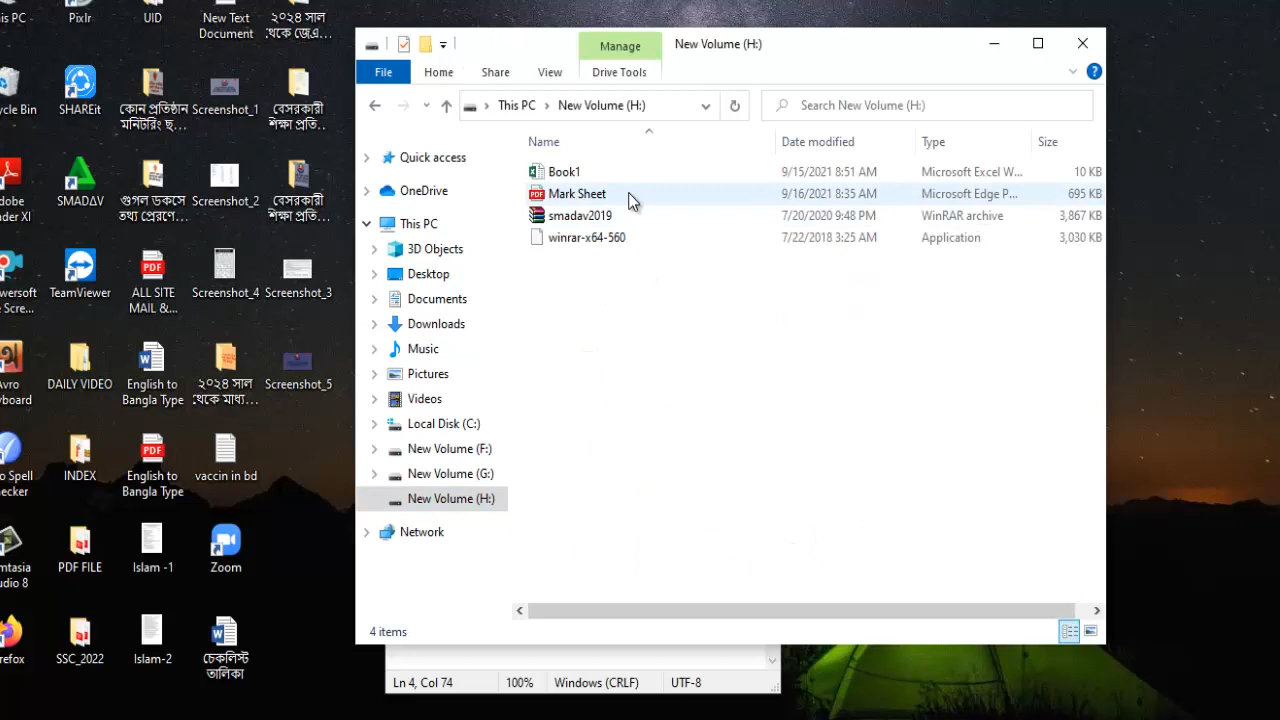 his PC
Pixlr
UID
New Text
Document
২০২৪ সাল
থেকে জেএ...
cycle Bin
SHAREit
কোন প্রতিষ্ঠান
মনিটরিং ছ...
Screenshot_1
বেসরকারী
শিক্ষা প্রতি...
dobe
ader XI
SMADΔV
গুগল ডকসে
তথ্য প্রেরণে...
Screenshot_2
বেসরকারী
শিক্ষা প্রতি...
owersoft
e Scre...
TeamViewer
ALL SITE
MAIL &...
Screenshot_4
Screenshot_3
Avro
yboard
DAILY VIDEO
English to
Bangla Type
২০২৪ সাল
থেকে মাধ্য...
Screenshot_5
o Spell
ecker
INDEX
English to
Bangla Type
vaccin in bd
mtasia
udio 8
PDF FILE
Islam -1
Zoom
refox
SSC_2022
Islam-2
চেকলিস্ট
তালিকা
Manage
New Volume (H:)
File
Home
Share
View
Drive Tools
This PC
New Volume (H:)
Search New Volume (H:)
Name
Date modified
Type
Size
Book1
9/15/2021 8:51 AM
Microsoft Excel W...
10 KB
Mark Sheet
9/16/2021 8:35 AM
Microsoft Edge P...
695 KB
smadav2019
7/20/2020 9:48 PM
WinRAR archive
3,867 KB
winrar-x64-560
7/22/2018 3:25 AM
Application
3,030 KB
Quick access
OneDrive
This PC
3D Objects
Desktop
Documents
Downloads
Music
Pictures
Videos
Local Disk (C:)
New Volume (F:)
New Volume (G:)
New Volume (H:)
Network
4 items
Ln 4, Col 74
100%
Windows (CRLF)
UTF-8